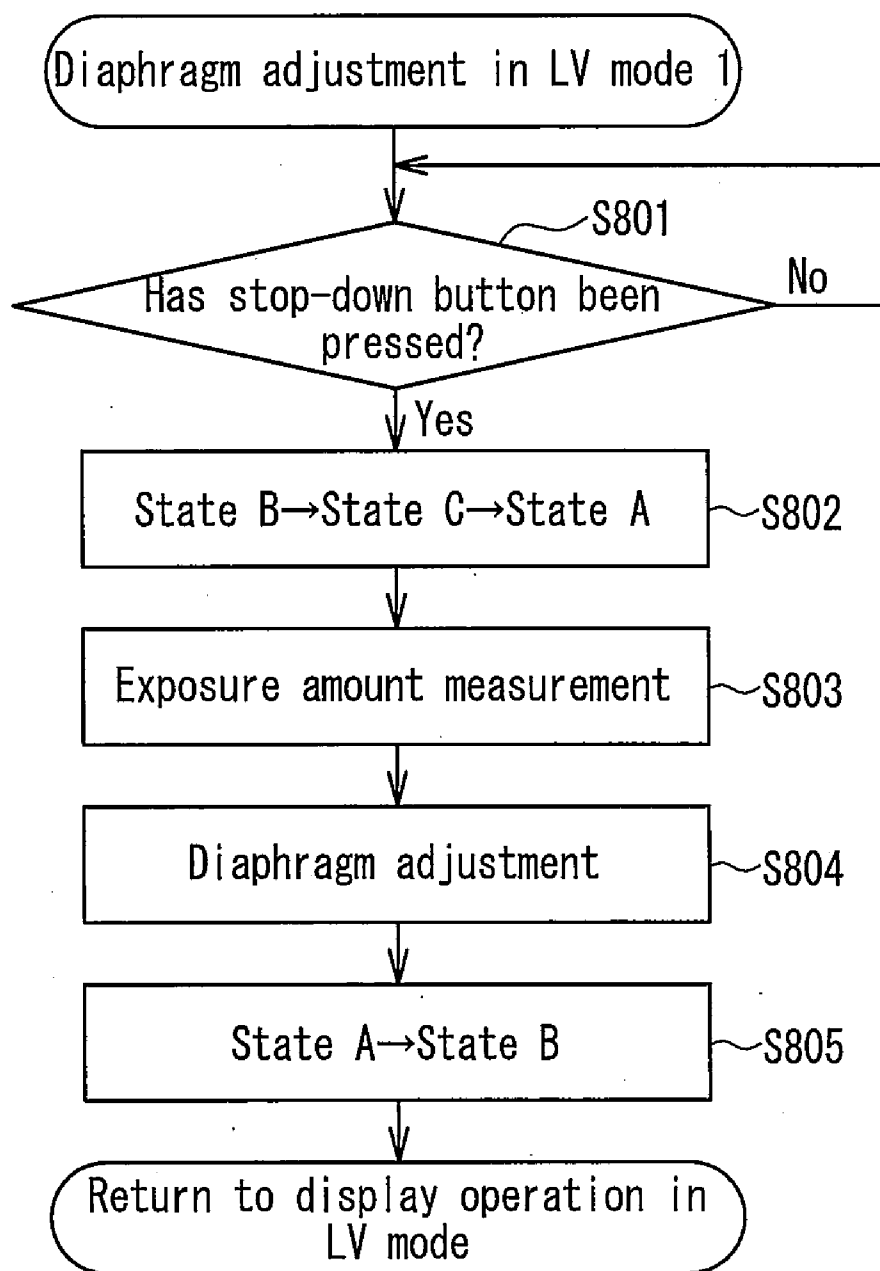 Diaphragm adjustment in LV mode 1
S801
Has stop-down button been
pressed?
No
Yes
State B→State C→State A
S802
Exposure amount measurement
S803
Diaphragm adjustment
S804
State A→State B
S805
Return to display operation in
LV mode